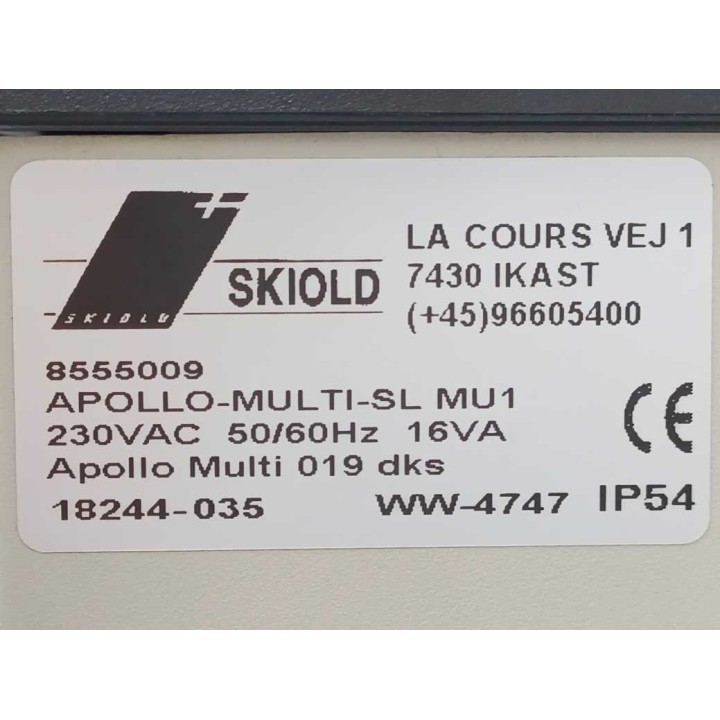 SKIOLD
SKIOLD
LA COURS VEJ 1
7430 IKAST
(+45)96605400
8555009
APOLLO-MULTI-SL MU1
230VAC 50/60Hz 16VA
Apollo Multi 019 dks
18244-035 WW-4747 IP54
CE